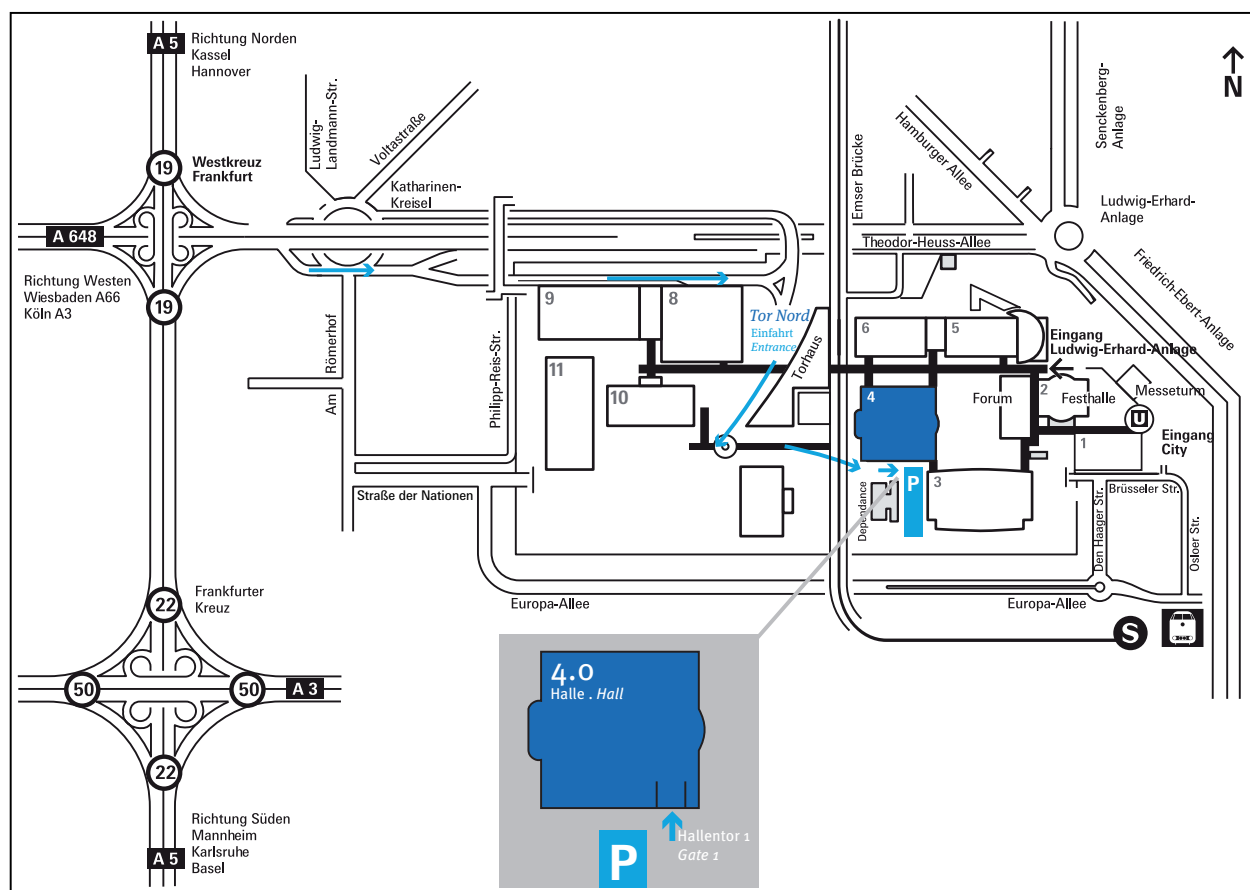 A 5
Richtung Norden
Kassel
Hannover
N
Ludwig-
Landmann-Str.
Voltastraße
Emser Brücke
Hamburger Allee
Senckenberg-
Anlage
19
Westkreuz
Frankfurt
Katharinen-
Kreisel
Ludwig-Erhard-
Anlage
A 648
Theodor-Heuss-Allee
Friedrich-Ebert-Anlage
Richtung Westen
Wiesbaden A66
Köln A3
19
9
8
Tor Nord
Einfahrt
Entrance
Torhaus
6
5
Eingang
Ludwig-Erhard-Anlage
Am Römerhof
Philipp-Reis-Str.
11
10
4
Forum
2
Festhalle
Messeturm
U
Eingang
City
1
Straße der Nationen
Dependance
P
3
Brüsseler Str.
Den Haager Str.
Osloer Str.
22
Frankfurter
Kreuz
Europa-Allee
Europa-Allee
S
50
50
A 3
4.0
Halle . Hall
22
Hallentor 1
Gate 1
P
Richtung Süden
Mannheim
Karlsruhe
Basel
A 5